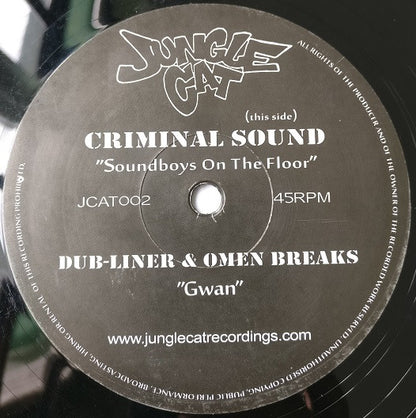 JUNGLE
CAT
(this side)
CRIMINAL SOUND
"Soundboys On The Floor"
JCAT002 45RPM
DUB-LINER & OMEN BREAKS
"Gwan"
www.junglecatrecordings.com
ALL RIGHTS OF THE PRODUCER AND OF THE OWNER OF THE RECORDED WORK RESERVED. UNAUTHORISED COPYING, PUBLIC PERFORMANCE, BROADCASTING, HIRING OR RENTAL OF THIS RECORDING PROHIBITED.